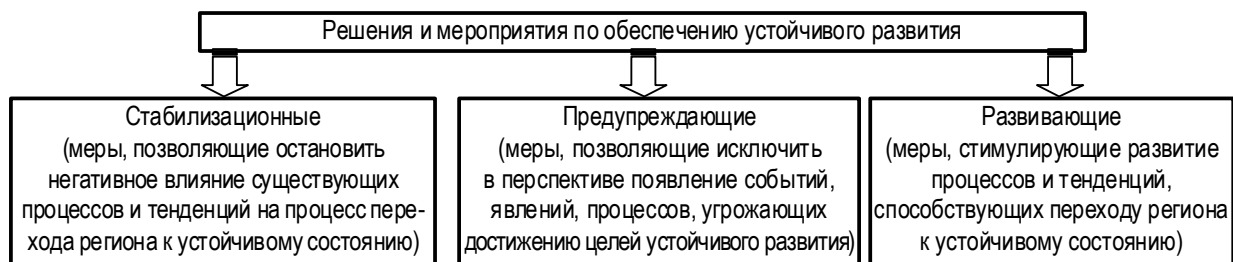 Решения и мероприятия по обеспечению устойчивого развития
Стабилизационные
(меры, позволяющие остановить
негативное влияние существующих
процессов и тенденций на процесс пере-
хода региона к устойчивому состоянию)
Предупреждающие
(меры, позволяющие исключить
в перспективе появление событий,
явлений, процессов, угрожающих
достижению целей устойчивого развития)
Развивающие
(меры, стимулирующие развитие
процессов и тенденций,
способствующих переходу региона
к устойчивому состоянию)